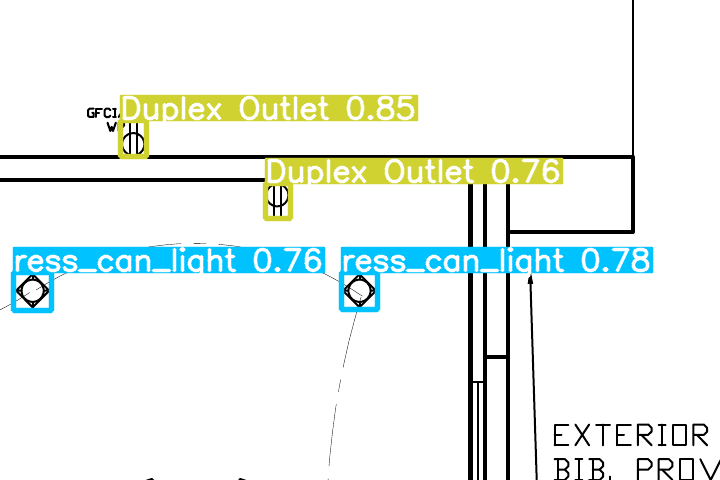 Duplex Outlet 0.85
GFCI
W
Duplex Outlet 0.76
ress_can_light 0.76
ress_can_light 0.78
EXTERIOR
BIB. PROV